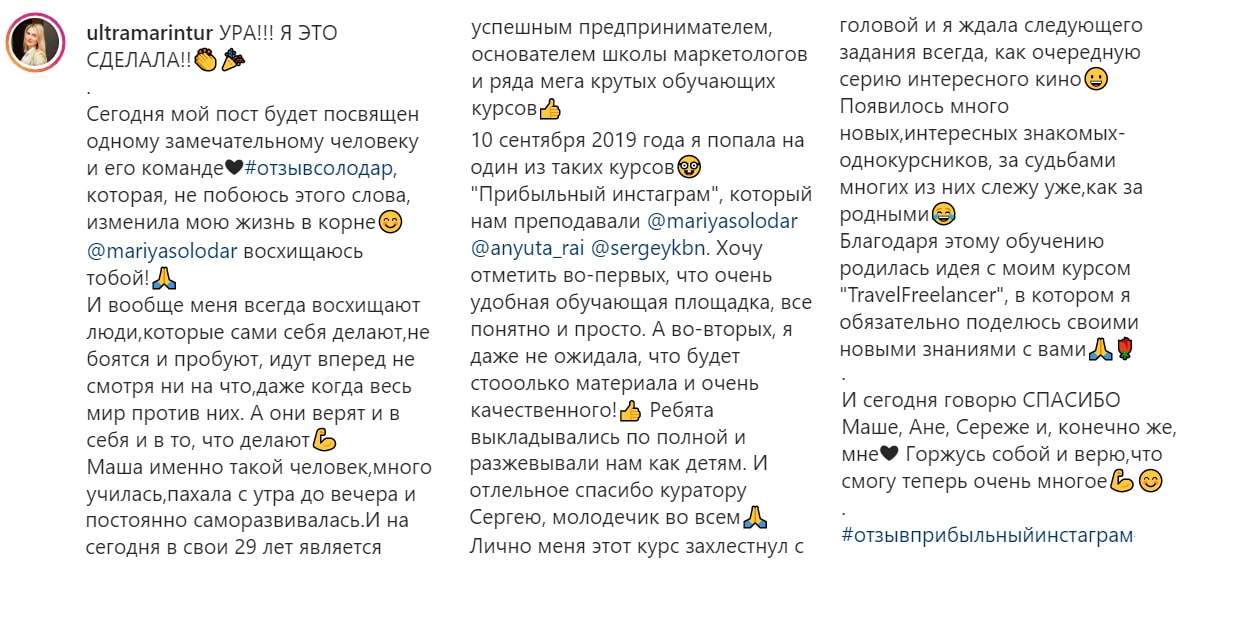 ultramarintur УРА!!! Я ЭТО
СДЕЛАЛА!!👏🎉
.
Сегодня мой пост будет посвящен
одному замечательному человеку
и его команде🖤#отзывсолодар,
которая, не побоюсь этого слова,
изменила мою жизнь в корне😊
@mariyasolodar восхищаюсь
тобой!🙏
И вообще меня всегда восхищают
люди,которые сами себя делают,не
боятся и пробуют, идут вперед не
смотря ни на что,даже когда весь
мир против них. А они верят и в
себя и в то, что делают💪
Маша именно такой человек,много
училась,пахала с утра до вечера и
постоянно саморазвивалась.И на
сегодня в свои 29 лет является
успешным предпринимателем,
основателем школы маркетологов
и ряда мега крутых обучающих
курсов👍
10 сентября 2019 года я попала на
один из таких курсов🤓
"Прибыльный инстаграм", который
нам преподавали @mariyasolodar
@anyuta_rai @sergeykbn. Хочу
отметить во-первых, что очень
удобная обучающая площадка, все
понятно и просто. А во-вторых, я
даже не ожидала, что будет
стооолько материала и очень
качественного!👍 Ребята
выкладывались по полной и
разжевывали нам как детям. И
отлельное спасибо куратору
Сергею, молодечик во всем🙏
Лично меня этот курс захлестнул с
головой и я ждала следующего
задания всегда, как очередную
серию интересного кино😀
Появилось много
новых,интересных знакомых-
однокурсников, за судьбами
многих из них слежу уже,как за
родными😂
Благодаря этому обучению
родилась идея с моим курсом
"TravelFreelancer", в котором я
обязательно поделюсь своими
новыми знаниями с вами🙏🌹
.
И сегодня говорю СПАСИБО
Маше, Ане, Сереже и, конечно же,
мне🖤 Горжусь собой и верю,что
смогу теперь очень многое💪😊
.
#отзывприбыльныйинстаграм